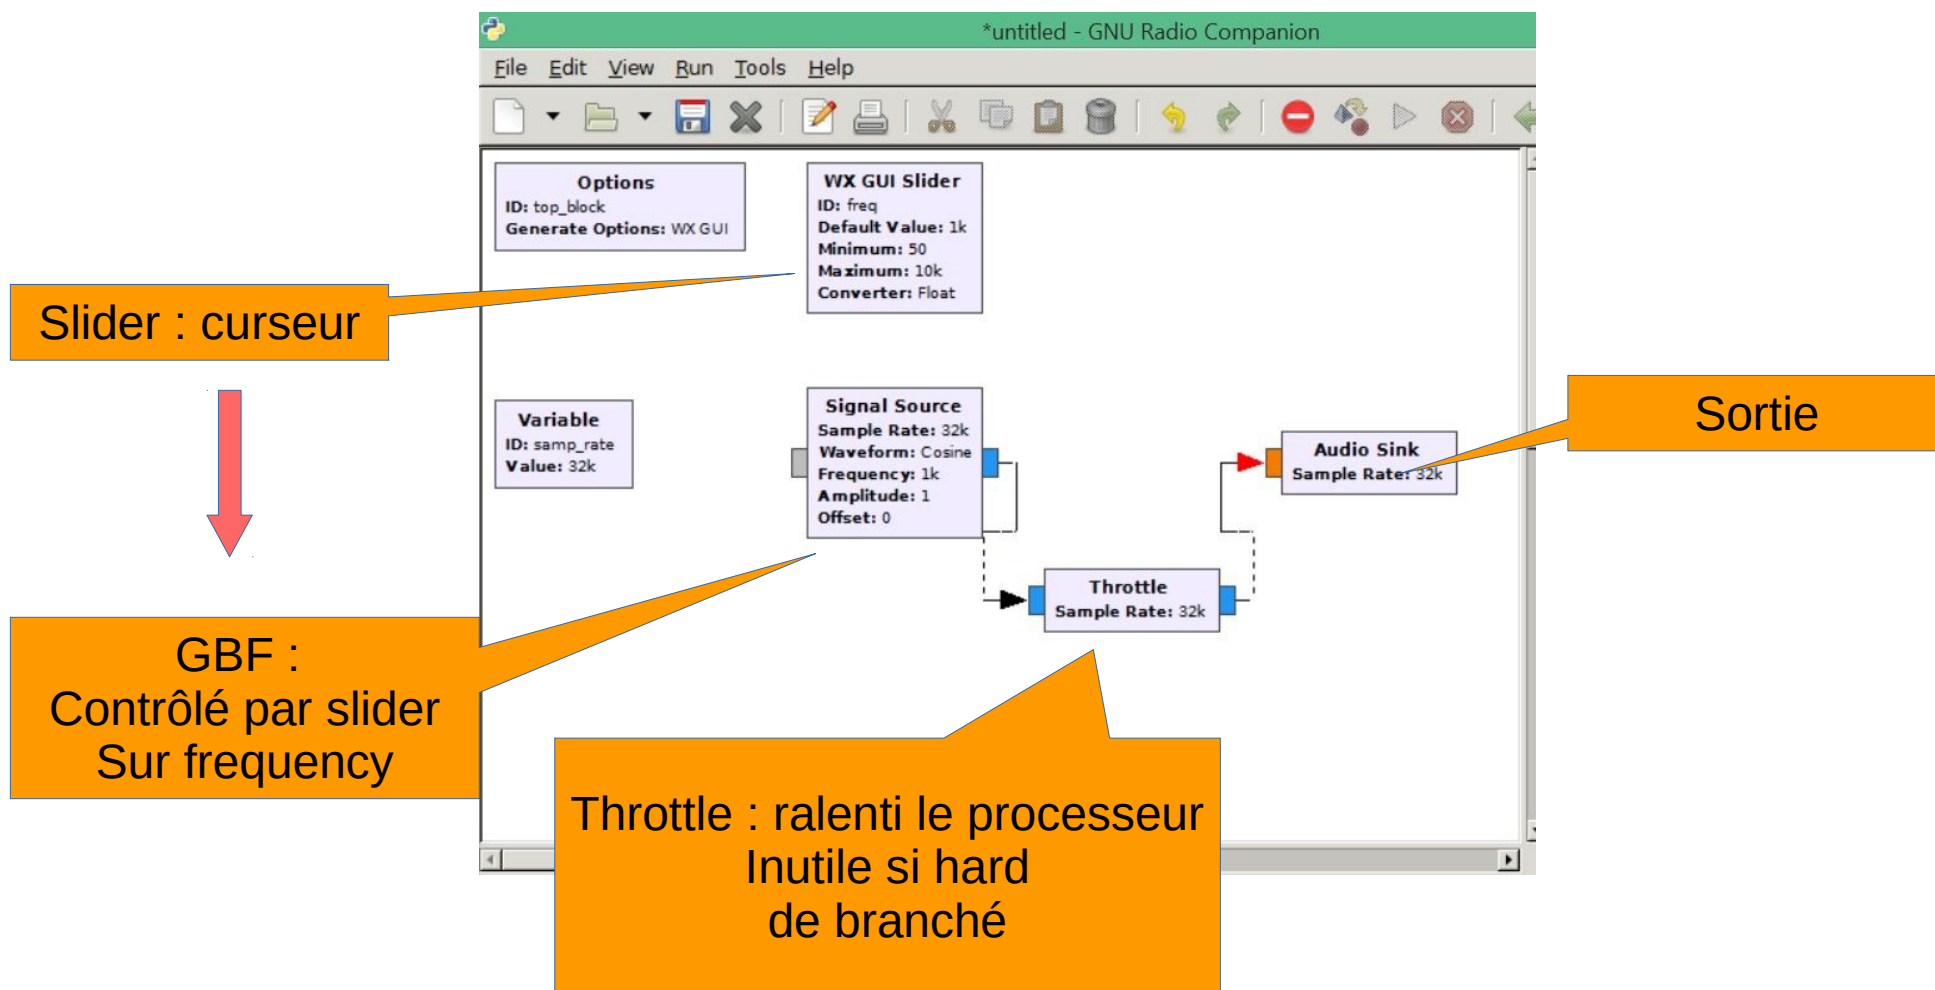 *untitled - GNU Radio Companion
File Edit View Run Tools Help
Options
ID: top_block
Generate Options: WX GUI
WX GUI Slider
ID: freq
Default Value: 1k
Minimum: 50
Maximum: 10k
Converter: Float
Slider : curseur
Variable
ID: samp_rate
Value: 32k
Signal Source
Sample Rate: 32k
Waveform: Cosine
Frequency: 1k
Amplitude: 1
Offset: 0
Audio Sink
Sample Rate: 32k
Sortie
Throttle
Sample Rate: 32k
GBF :
Contrôlé par slider
Sur frequency
Throttle : ralenti le processeur
Inutile si hard
de branché